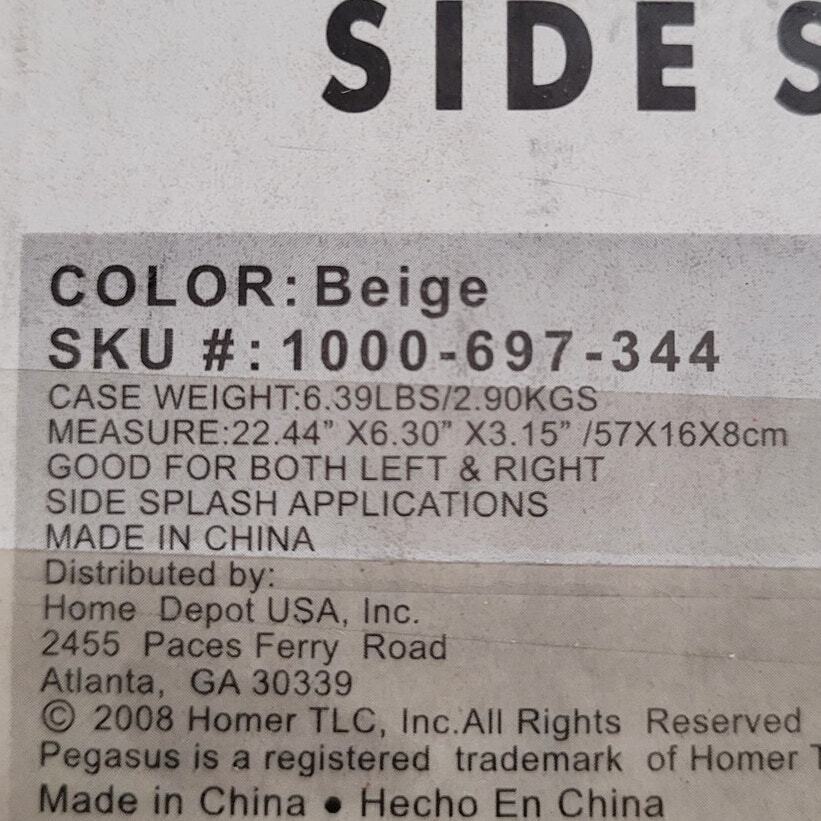 SIDE S
COLOR: Beige
SKU #: 1000-697-344
CASE WEIGHT:6.39LBS/2.90KGS
MEASURE:22.44” X6.30” X3.15” /57X16X8cm
GOOD FOR BOTH LEFT & RIGHT
SIDE SPLASH APPLICATIONS
MADE IN CHINA
Distributed by:
Home Depot USA, Inc.
2455 Paces Ferry Road
Atlanta, GA 30339
© 2008 Homer TLC, Inc.All Rights Reserved
Pegasus is a registered trademark of Homer T
Made in China • Hecho En China